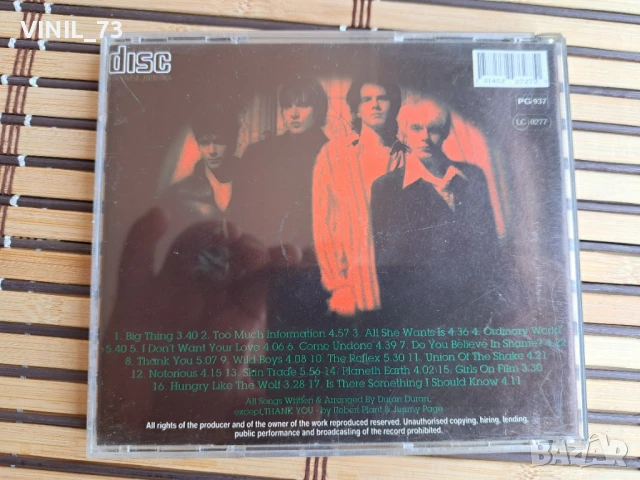 VINIL_73
disc
PG 937
LC 0277
1. Big Thing 3.40 2. Too Much Information 4.57 3. All She Wants Is 4.36 4. Ordinary World
5.40 5. I Don't Want Your Love 4.06 6. Come Undone 4.39 7. Do You Believe In Shame?
8. Thank You 5.07 9. Wild Boys 4.08 10. The Reflex 5.30 11. Union Of The Snake 4.21
12. Notorious 4.15 13. Skin Trade 5.56 14. Planeth Earth 4.02 15. Girls On Film 3.30
16. Hungry Like The Wolf 3.28 17. Is There Something I Should Know 4.11
All Songs Written & Arranged By Duran Duran,
except THANK YOU - by Robert Plant & Jimmy Page
All rights of the producer and of the owner of the work reproduced reserved. Unauthorised copying, hiring, lending,
public performance and broadcasting of the record prohibited.
BAZAR